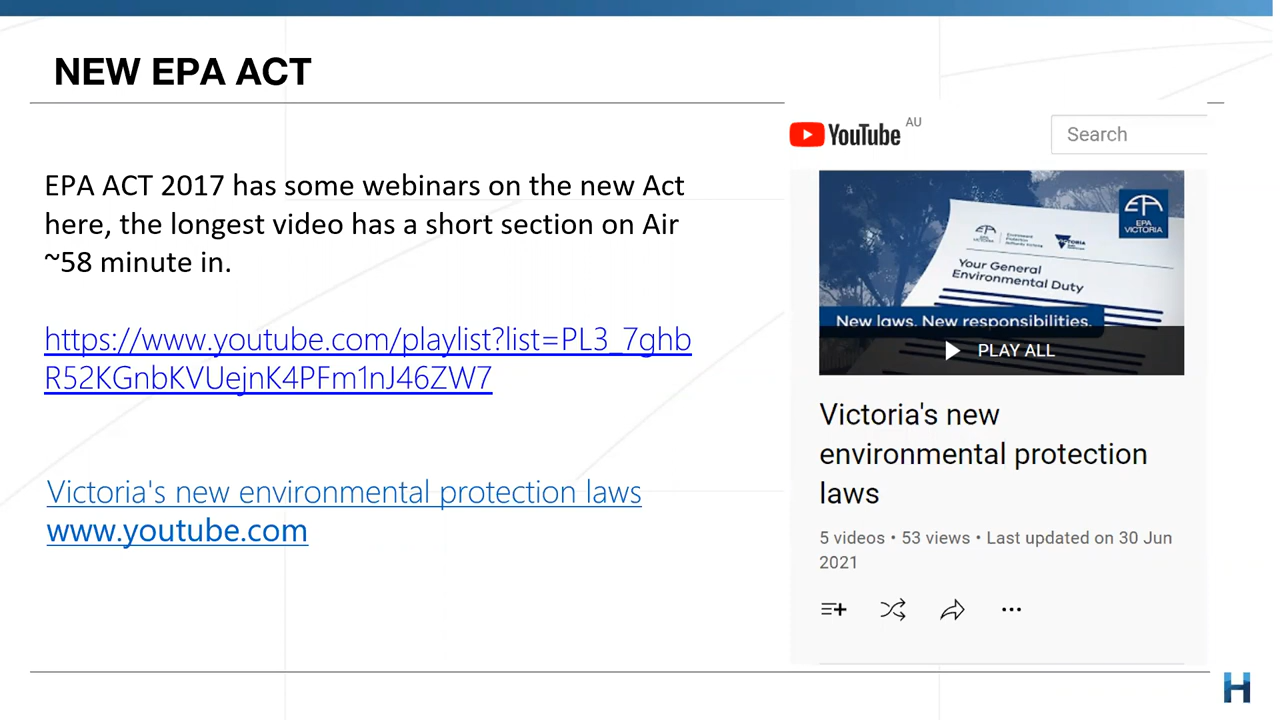 NEW EPA ACT
EPA ACT 2017 has some webinars on the new Act
here, the longest video has a short section on Air
~58 minute in.
https://www.youtube.com/playlist?list=PL3_7ghb
R52KGnbKVUejnK4PFm1nJ46ZW7
Victoria's new environmental protection laws
www.youtube.com
YouTube AU
Search
EPA
VICTORIA
Your General
Environmental Duty
New laws. New responsibilities.
PLAY ALL
Victoria's new
environmental protection
laws
5 videos • 53 views • Last updated on 30 Jun
2021
H